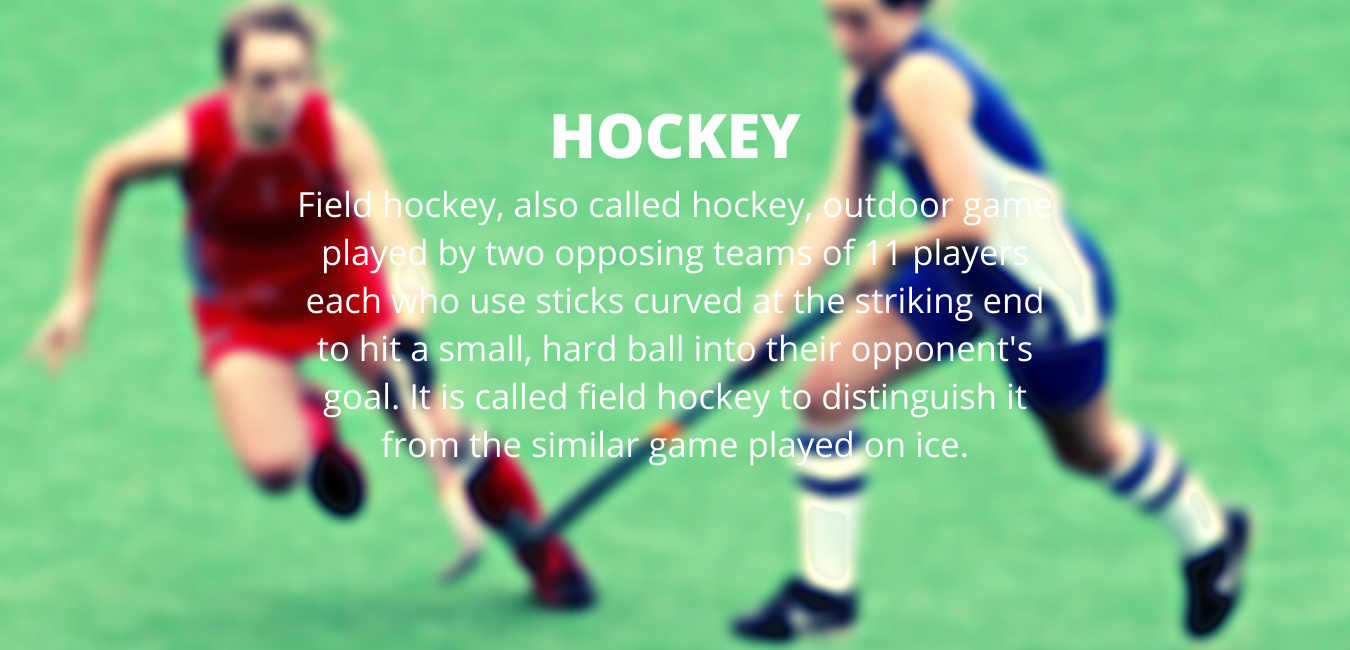 HOCKEY
Field hockey, also called hockey, outdoor game
played by two opposing teams of 11 players
each who use sticks curved at the striking end
to hit a small, hard ball into their opponent's
goal. It is called field hockey to distinguish it
from the similar game played on ice.